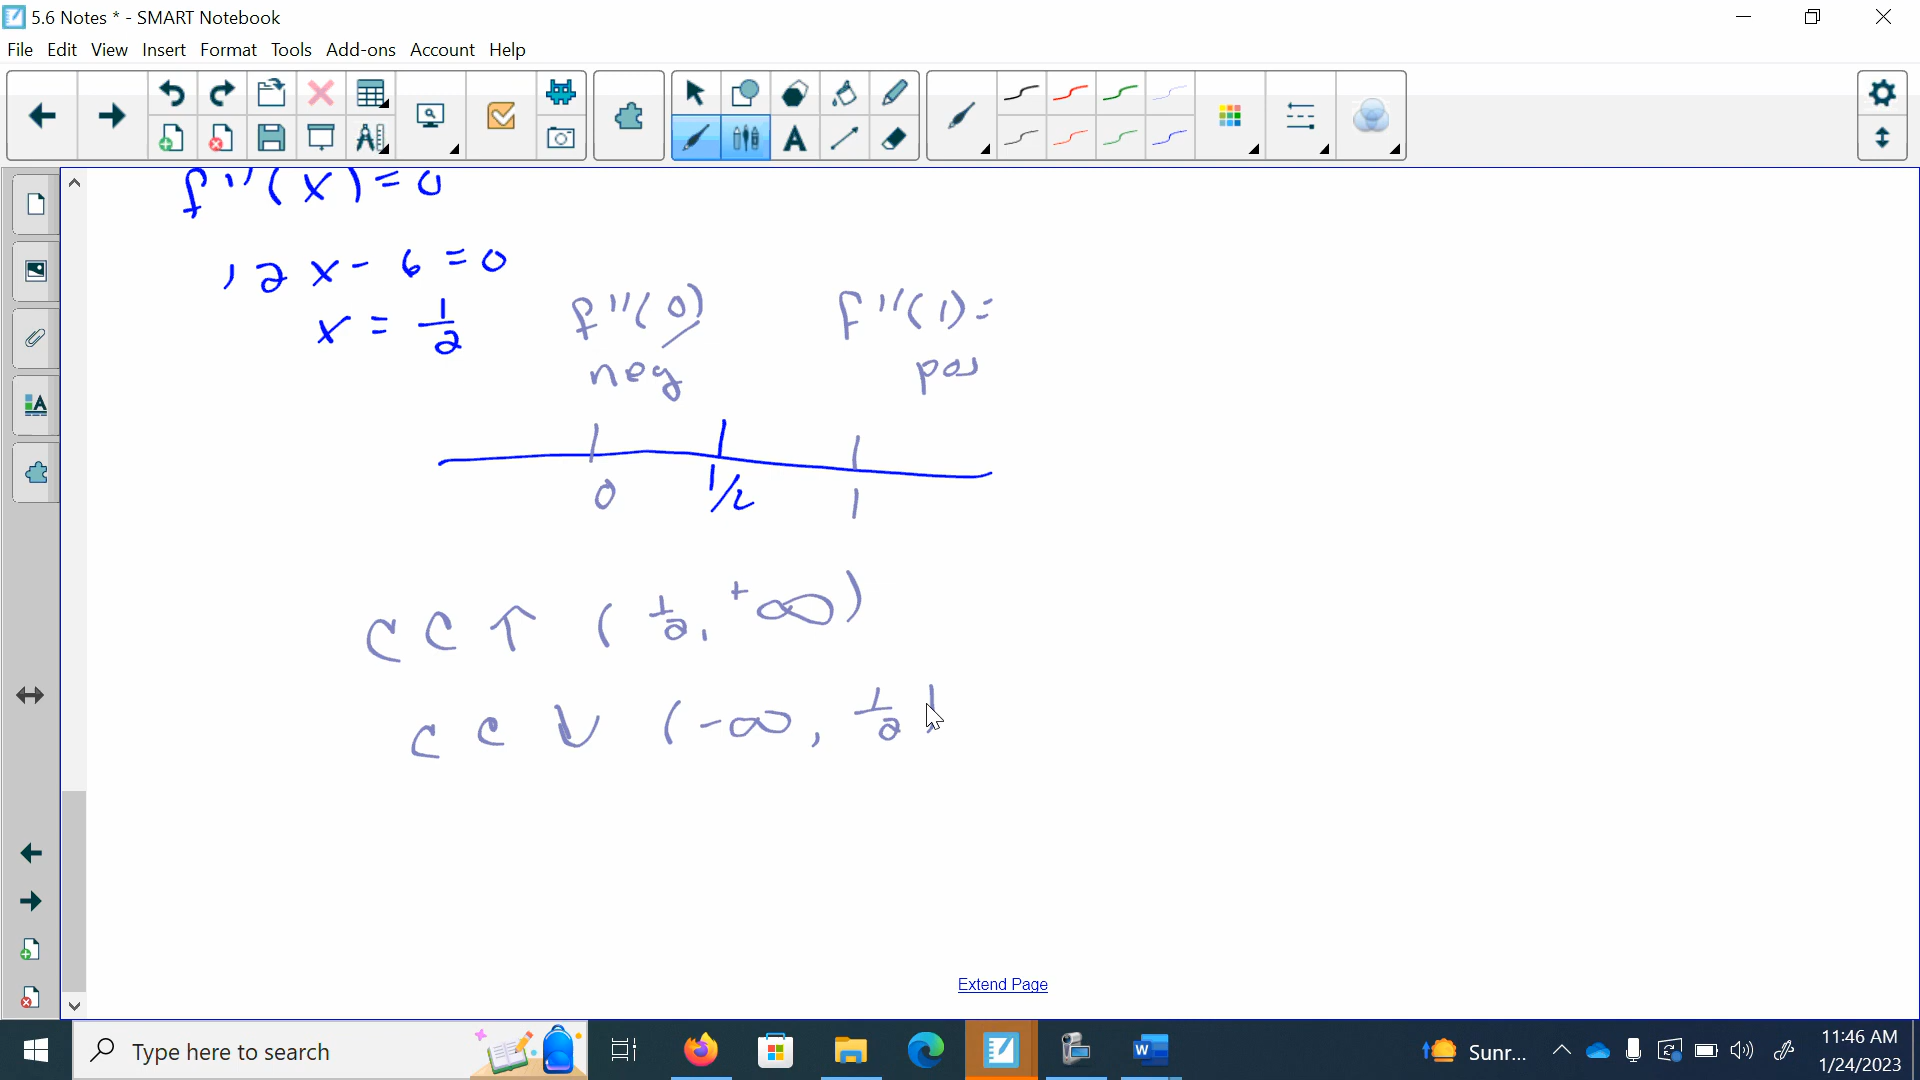 5.6 Notes * - SMART Notebook
File Edit View Insert Format Tools Add-ons Account Help
f''(x)=0
12x-6=0
x = 1/2
f''(0) f''(1)=
neg pos
0 1/2 1
CC↑ (1/2, +∞)
CC↓ (-∞, 1/2)
Extend Page
Type here to search
Sunr...
11:46 AM
1/24/2023